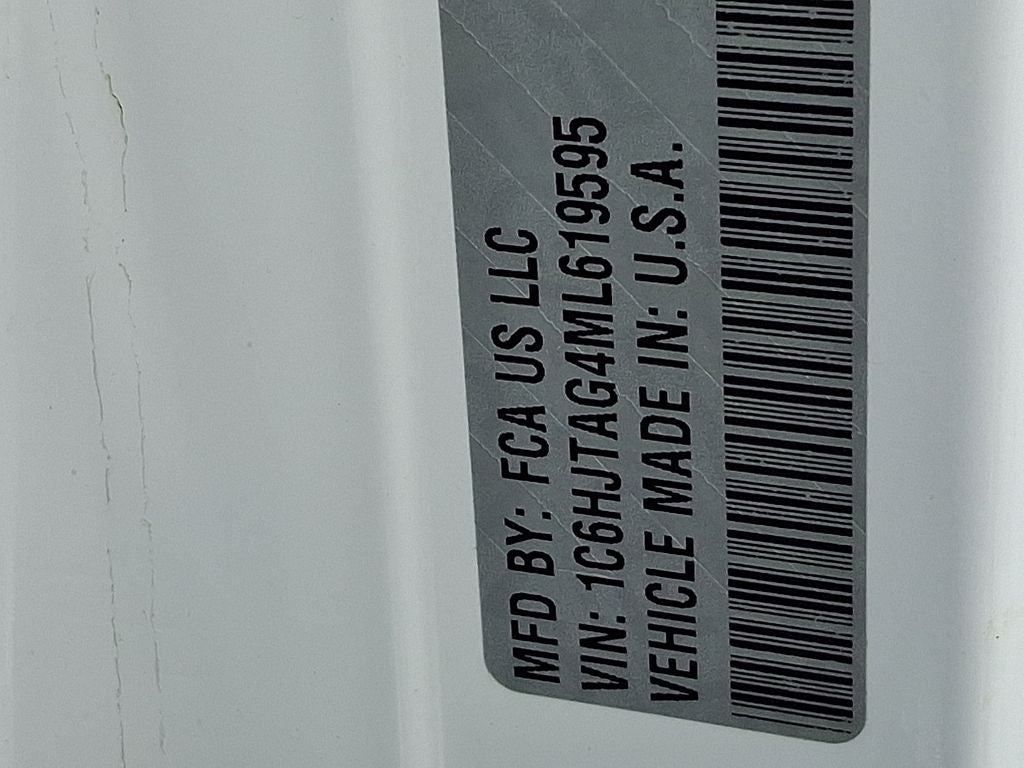 MFD BY: FCA US LLC
VIN: 1C6HJTAG4ML619595
VEHICLE MADE IN: U.S.A.